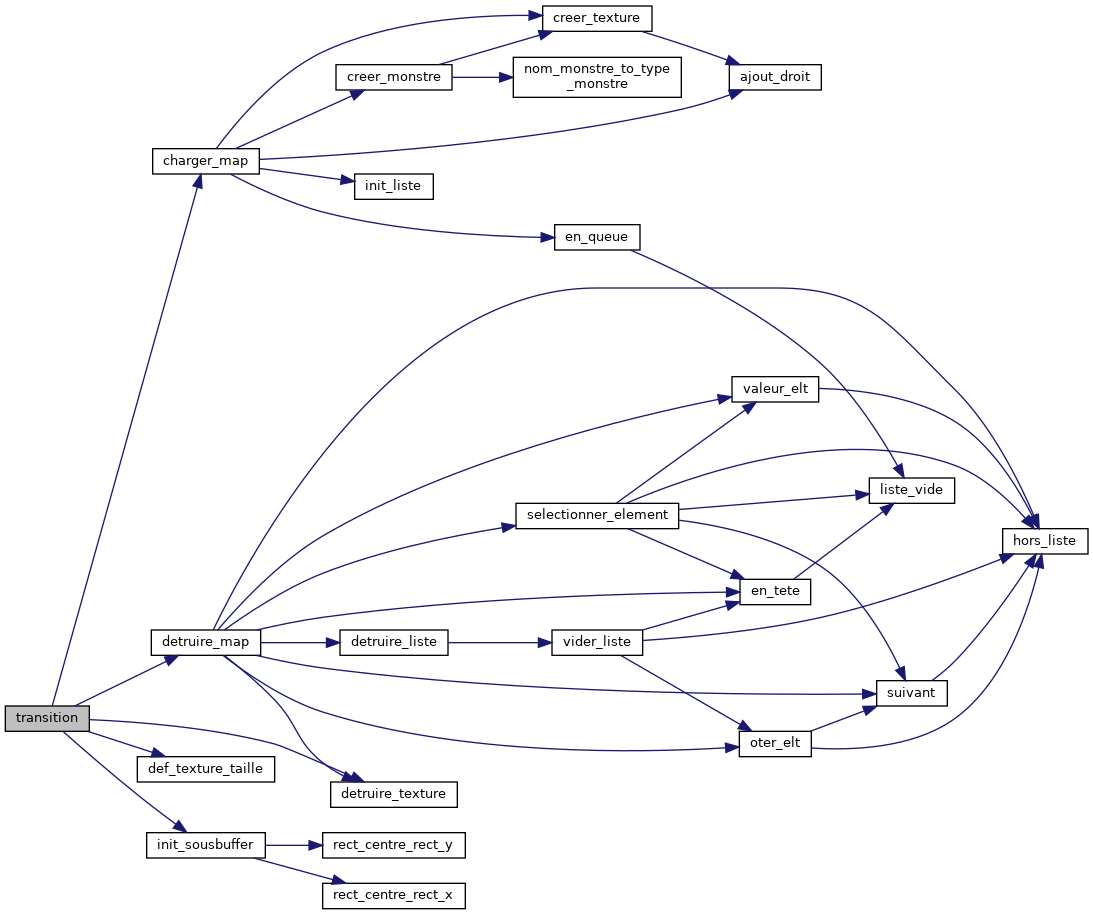 creer_texture
creer_monstre
nom_monstre_to_type
_monstre
ajout_droit
charger_map
init_liste
en_queue
valeur_elt
liste_vide
selectionner_element
hors_liste
en_tete
detruire_map
detruire_liste
vider_liste
suivant
transition
oter_elt
def_texture_taille
detruire_texture
init_sousbuffer
rect_centre_rect_y
rect_centre_rect_x